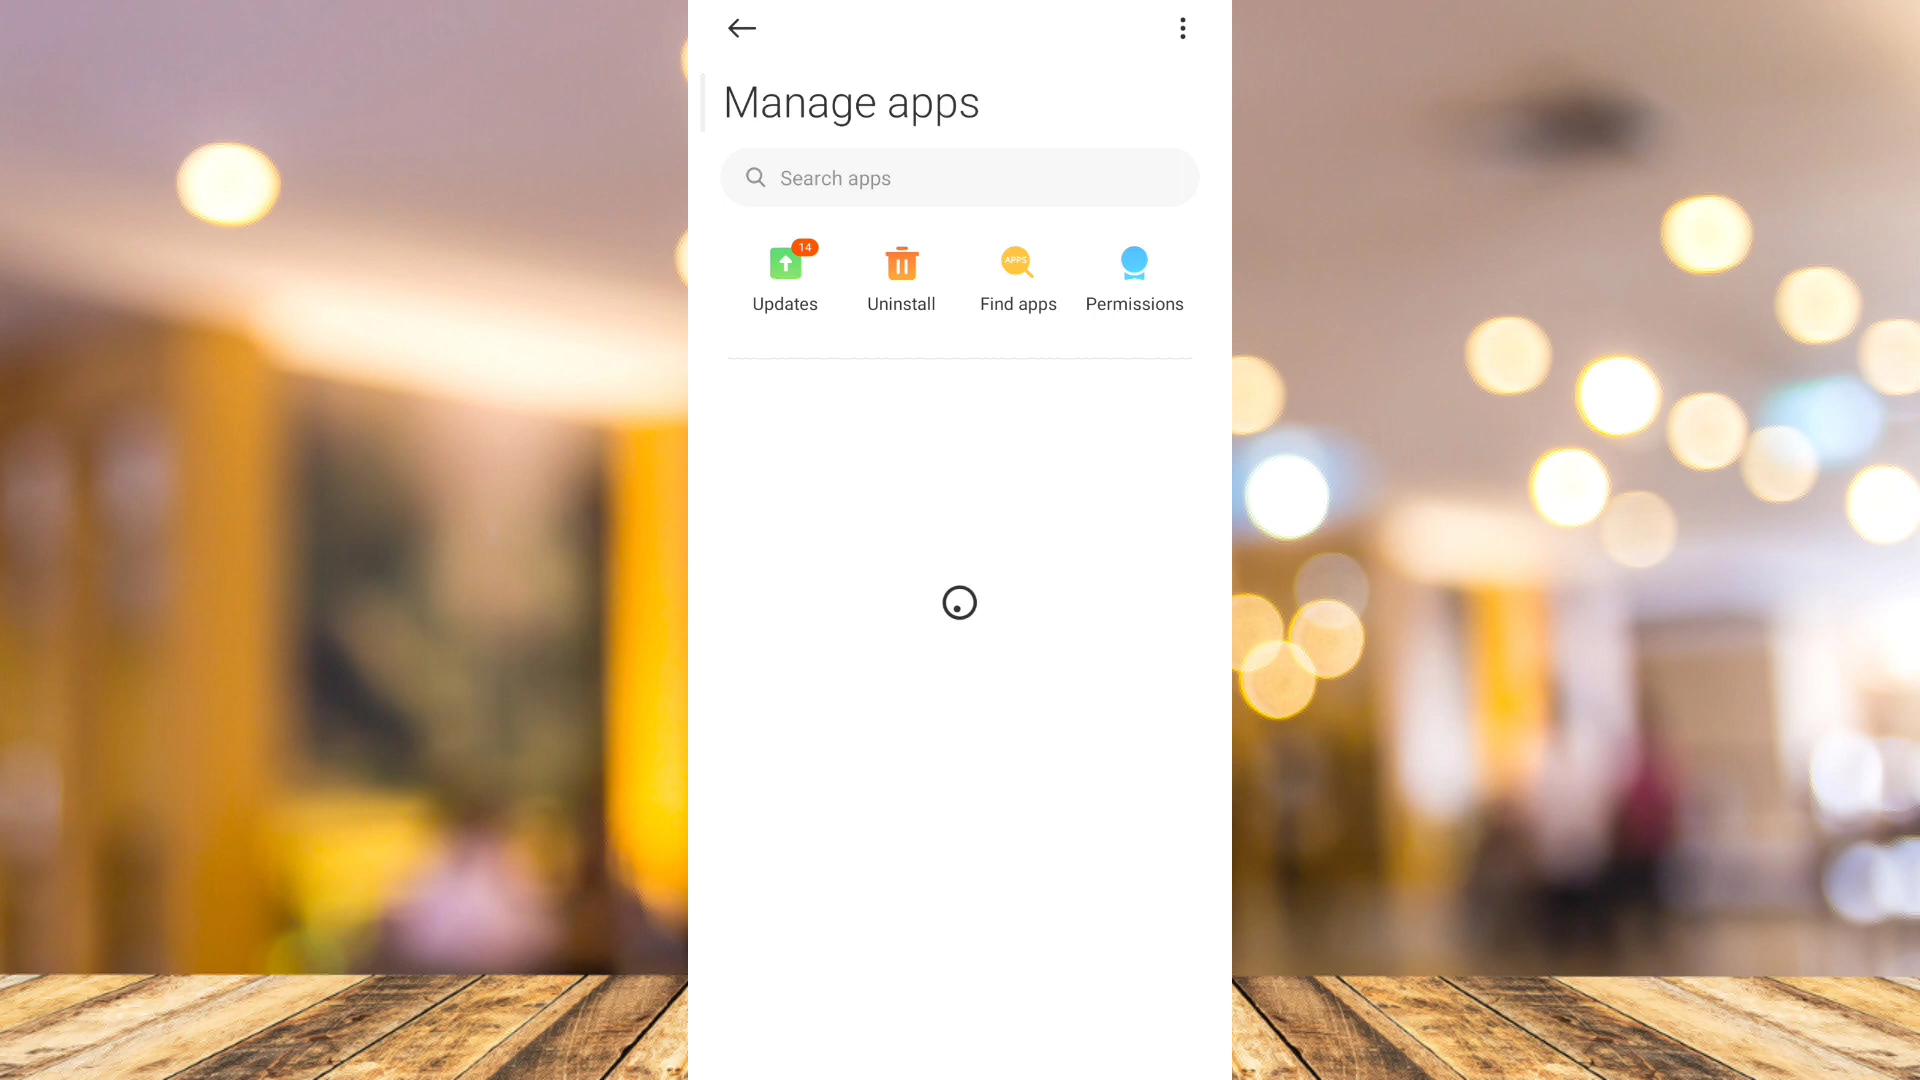 Manage apps
Search apps
14
APPS
Updates
Uninstall
Find apps
Permissions